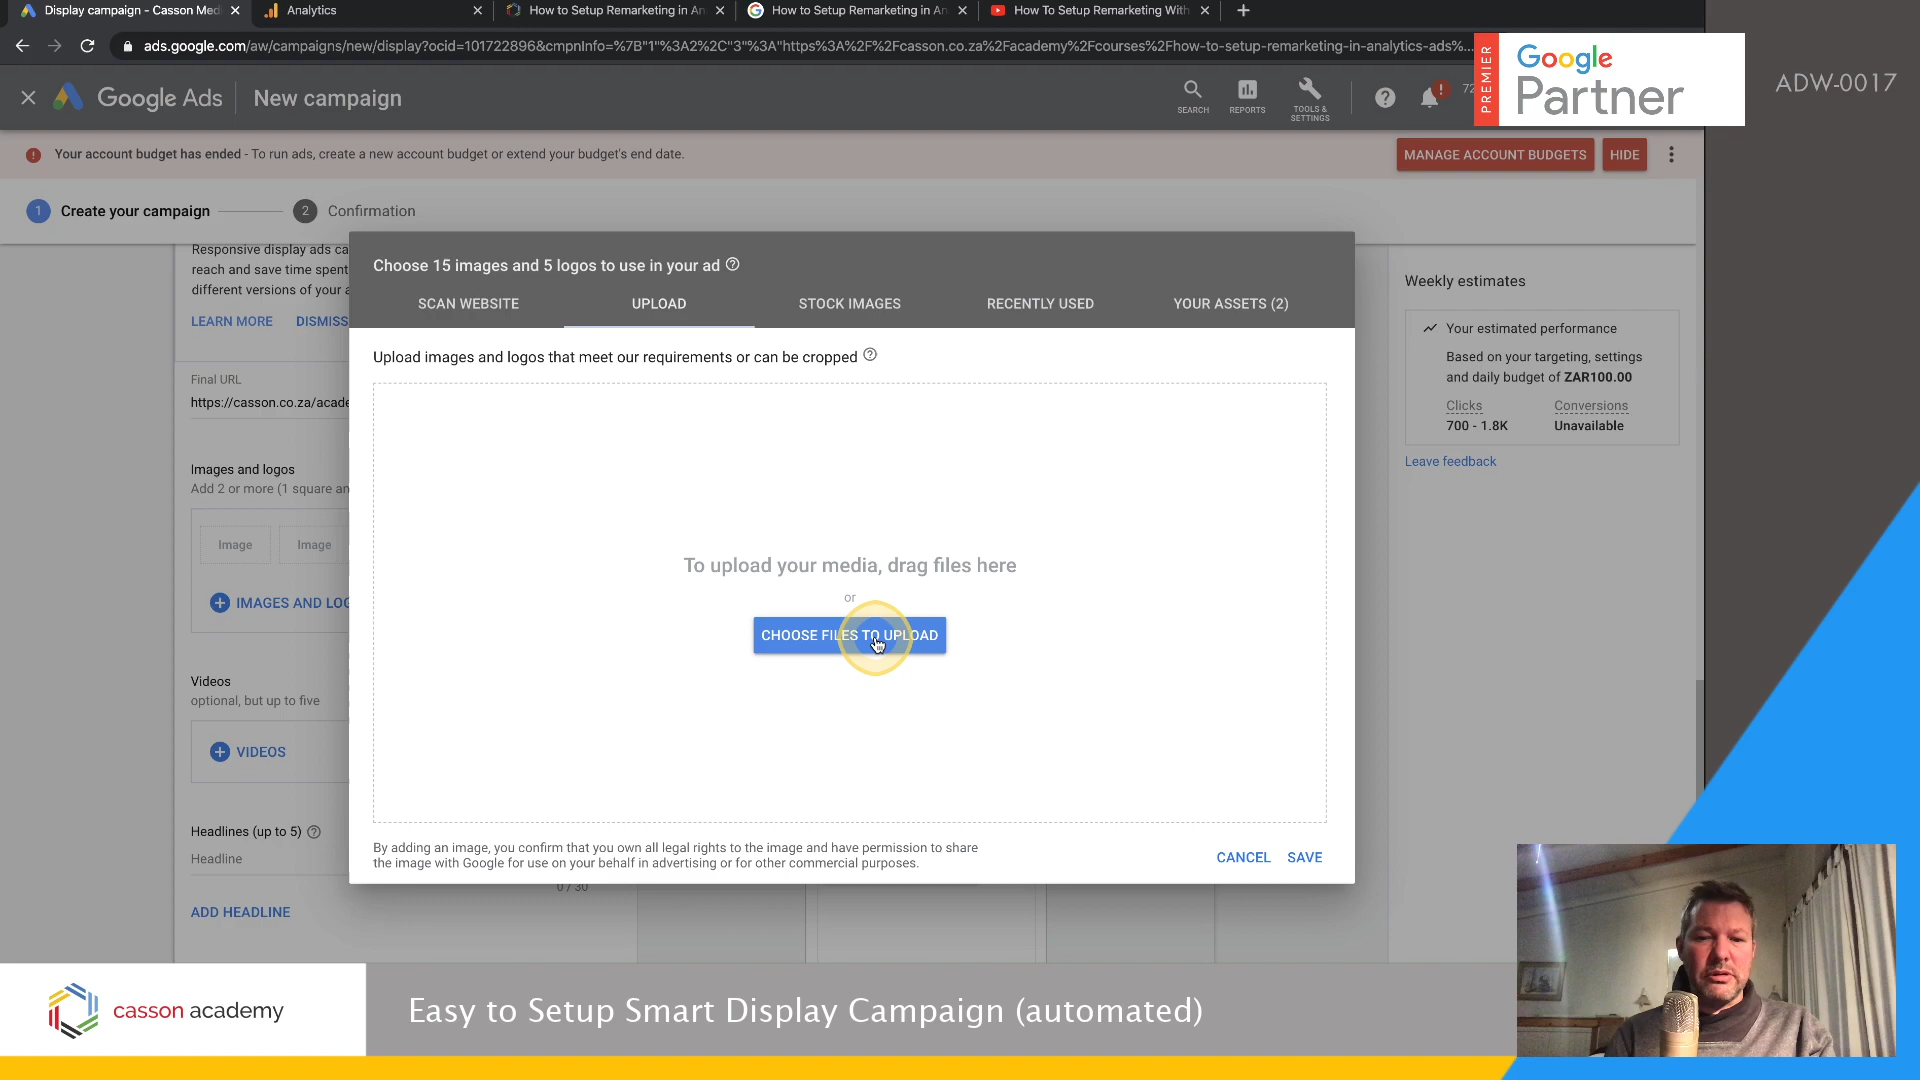 Display campaign - Casson Med
Analytics
How to Setup Remarketing in An
How to Setup Remarketing in An
How To Setup Remarketing With
ads.google.com/aw/campaigns/new/display?ocid=101722896&cmpnInfo=%7B"1"%3A2%2C"3"%3A"https%3A%2F%2Fcasson.co.za%2Facademy%2Fcourses%2Fhow-to-setup-remarketing-in-analytics-ads%...
PREMIER
Google
Partner
ADW-0017
Google Ads
New campaign
SEARCH
REPORTS
TOOLS &
SETTINGS
72
Your account budget has ended - To run ads, create a new account budget or extend your budget's end date.
MANAGE ACCOUNT BUDGETS
HIDE
1 Create your campaign
2 Confirmation
Responsive display ads ca
reach and save time spent
different versions of your a
LEARN MORE
DISMISS
Final URL
https://casson.co.za/acade
Images and logos
Add 2 or more (1 square an
Image
Image
IMAGES AND LOG
Videos
optional, but up to five
VIDEOS
Headlines (up to 5)
Headline
0 / 30
ADD HEADLINE
Choose 15 images and 5 logos to use in your ad
SCAN WEBSITE
UPLOAD
STOCK IMAGES
RECENTLY USED
YOUR ASSETS (2)
Upload images and logos that meet our requirements or can be cropped
To upload your media, drag files here
or
CHOOSE FILES TO UPLOAD
By adding an image, you confirm that you own all legal rights to the image and have permission to share
the image with Google for use on your behalf in advertising or for other commercial purposes.
CANCEL
SAVE
Weekly estimates
Your estimated performance
Based on your targeting, settings
and daily budget of ZAR100.00
Clicks
Conversions
700 - 1.8K
Unavailable
Leave feedback
casson academy
Easy to Setup Smart Display Campaign (automated)